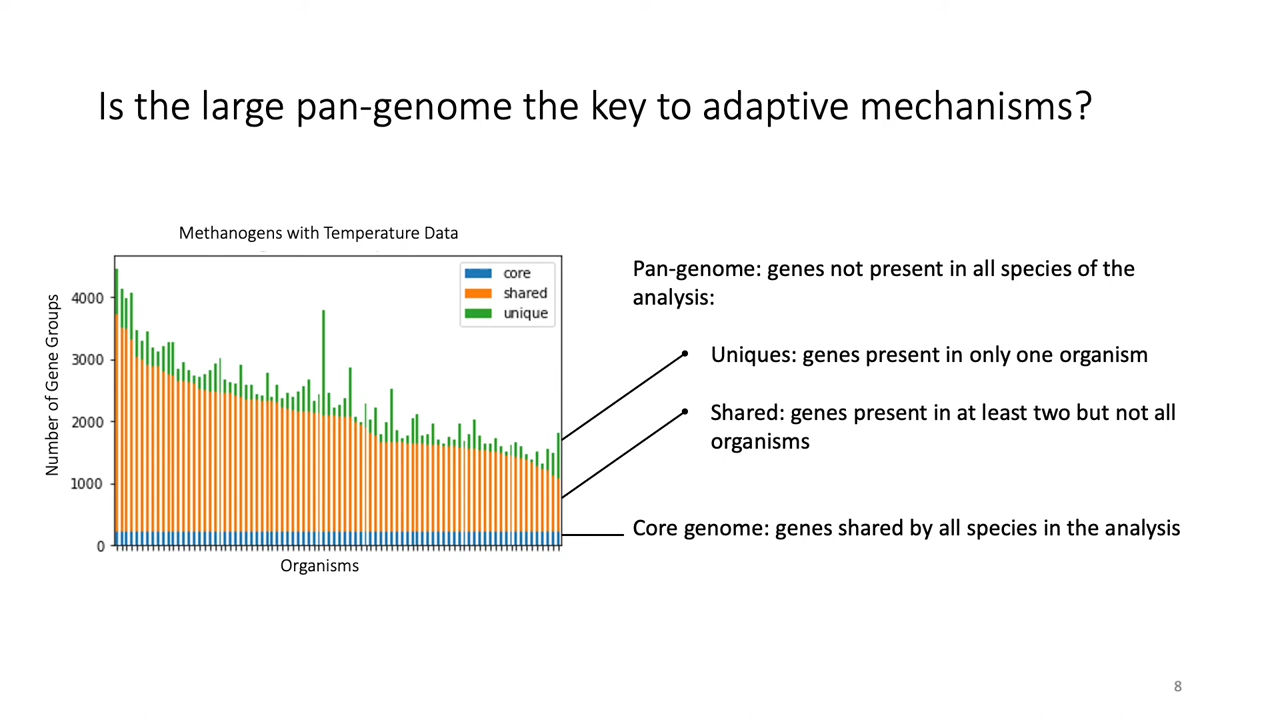 Is the large pan-genome the key to adaptive mechanisms?
Methanogens with Temperature Data
core
shared
unique
4000
3000
2000
1000
0
Number of Gene Groups
Organisms
Pan-genome: genes not present in all species of the
analysis:
• Uniques: genes present in only one organism
• Shared: genes present in at least two but not all
organisms
Core genome: genes shared by all species in the analysis
8